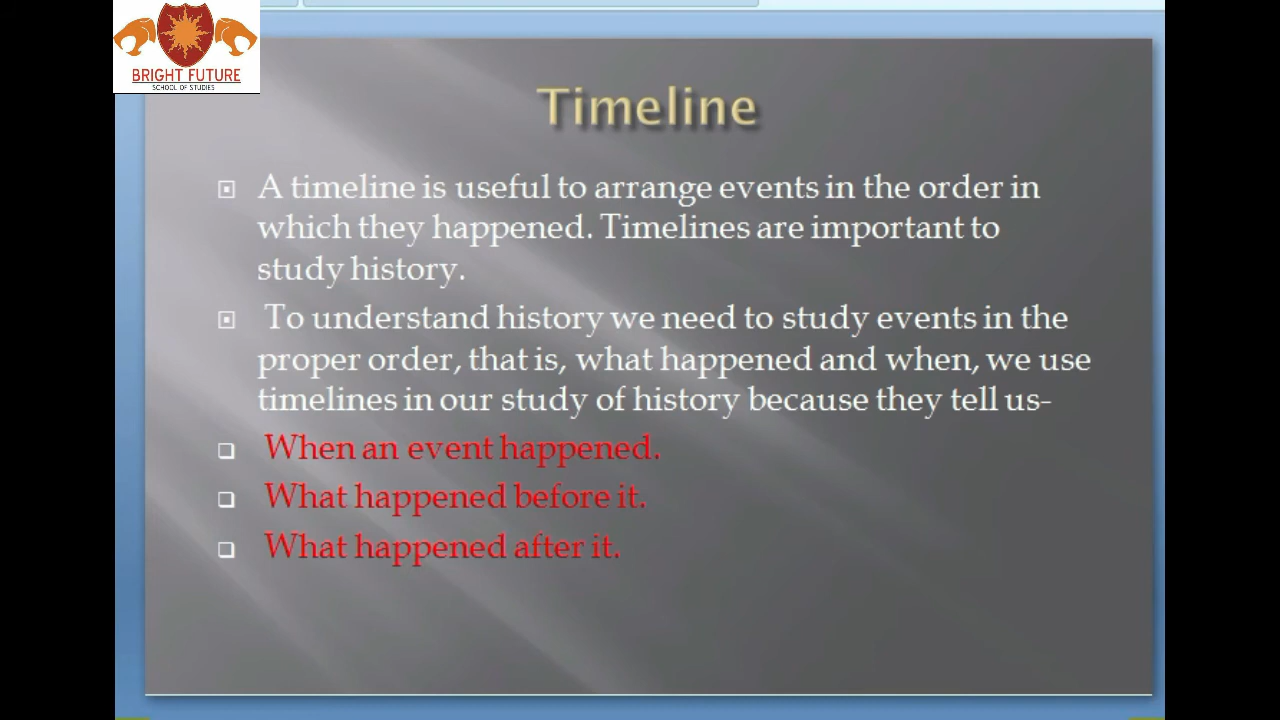 BRIGHT FUTURE
SCHOOL OF STUDIES
Timeline
A timeline is useful to arrange events in the order in
which they happened. Timelines are important to
study history.
To understand history we need to study events in the
proper order, that is, what happened and when, we use
timelines in our study of history because they tell us-
When an event happened.
What happened before it.
What happened after it.